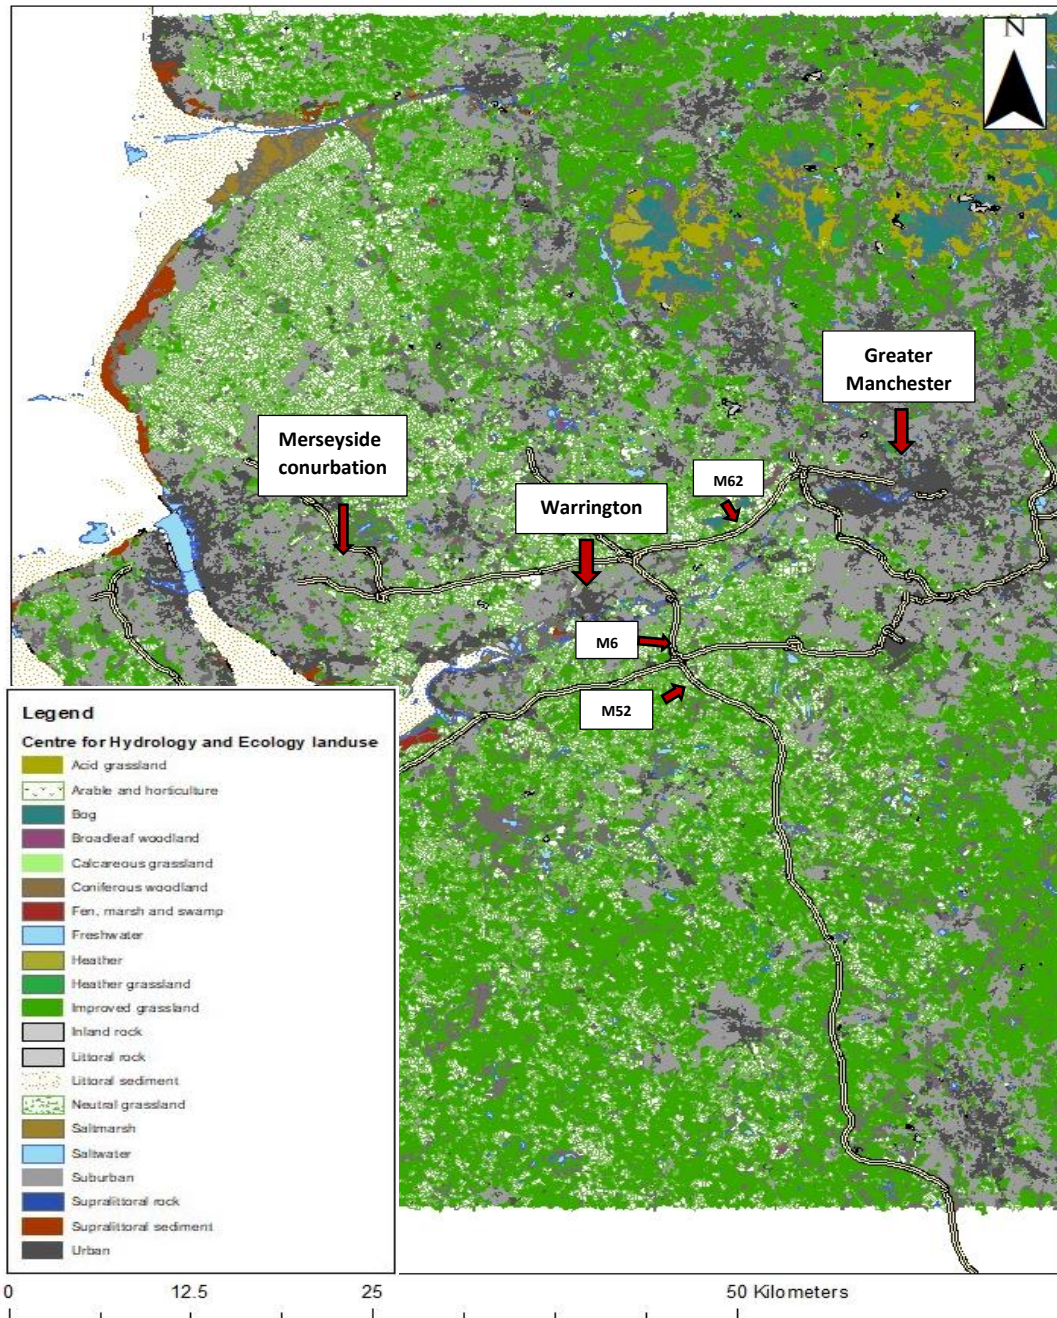 N
Greater
Manchester
Merseyside
conurbation
M62
Warrington
M6
M52
Legend
Centre for Hydrology and Ecology landuse
Acid grassland
Arable and horticulture
Bog
Broadleaf woodland
Calcareous grassland
Coniferous woodland
Fen, marsh and swamp
Freshwater
Heather
Heather grassland
Improved grassland
Inland rock
Littoral rock
Littoral sediment
Neutral grassland
Saltmarsh
Saltwater
Suburban
Supralittoral rock
Supralittoral sediment
Urban
0 12.5 25 50 Kilometers